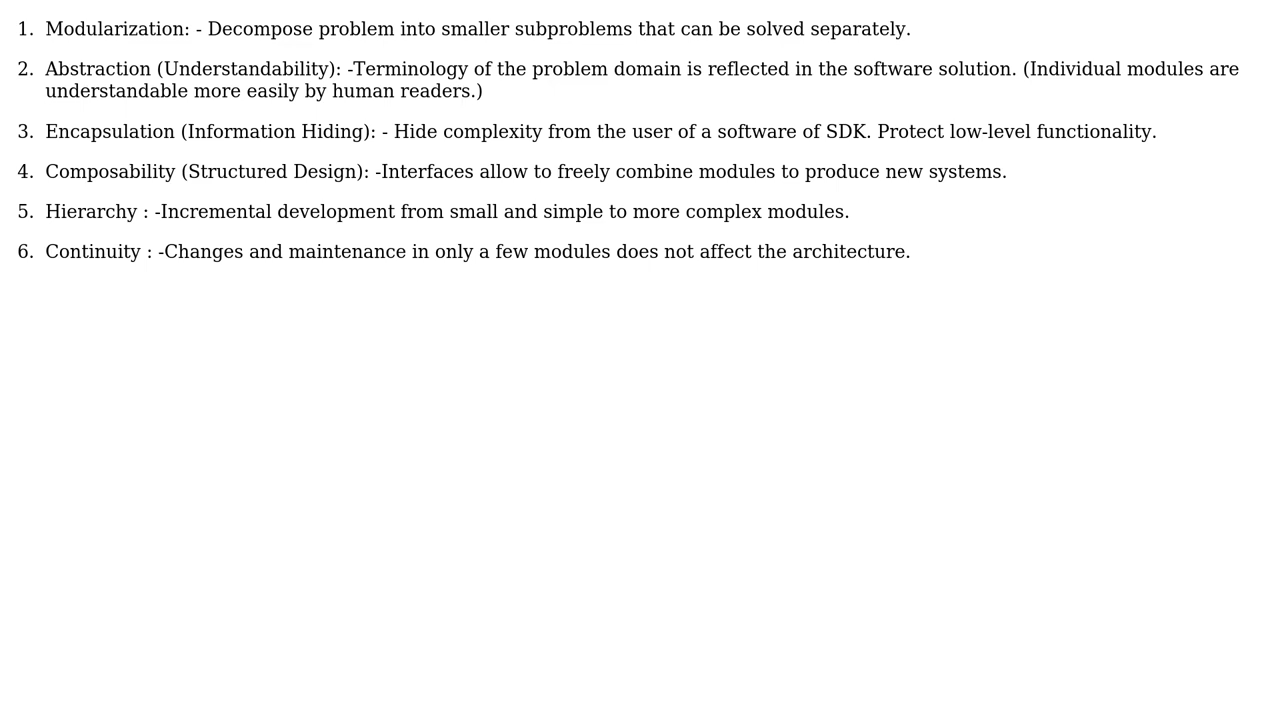 1. Modularization: - Decompose problem into smaller subproblems that can be solved separately.
2. Abstraction (Understandability): -Terminology of the problem domain is reflected in the software solution. (Individual modules are
understandable more easily by human readers.)
3. Encapsulation (Information Hiding): - Hide complexity from the user of a software of SDK. Protect low-level functionality.
4. Composability (Structured Design): -Interfaces allow to freely combine modules to produce new systems.
5. Hierarchy : -Incremental development from small and simple to more complex modules.
6. Continuity : -Changes and maintenance in only a few modules does not affect the architecture.